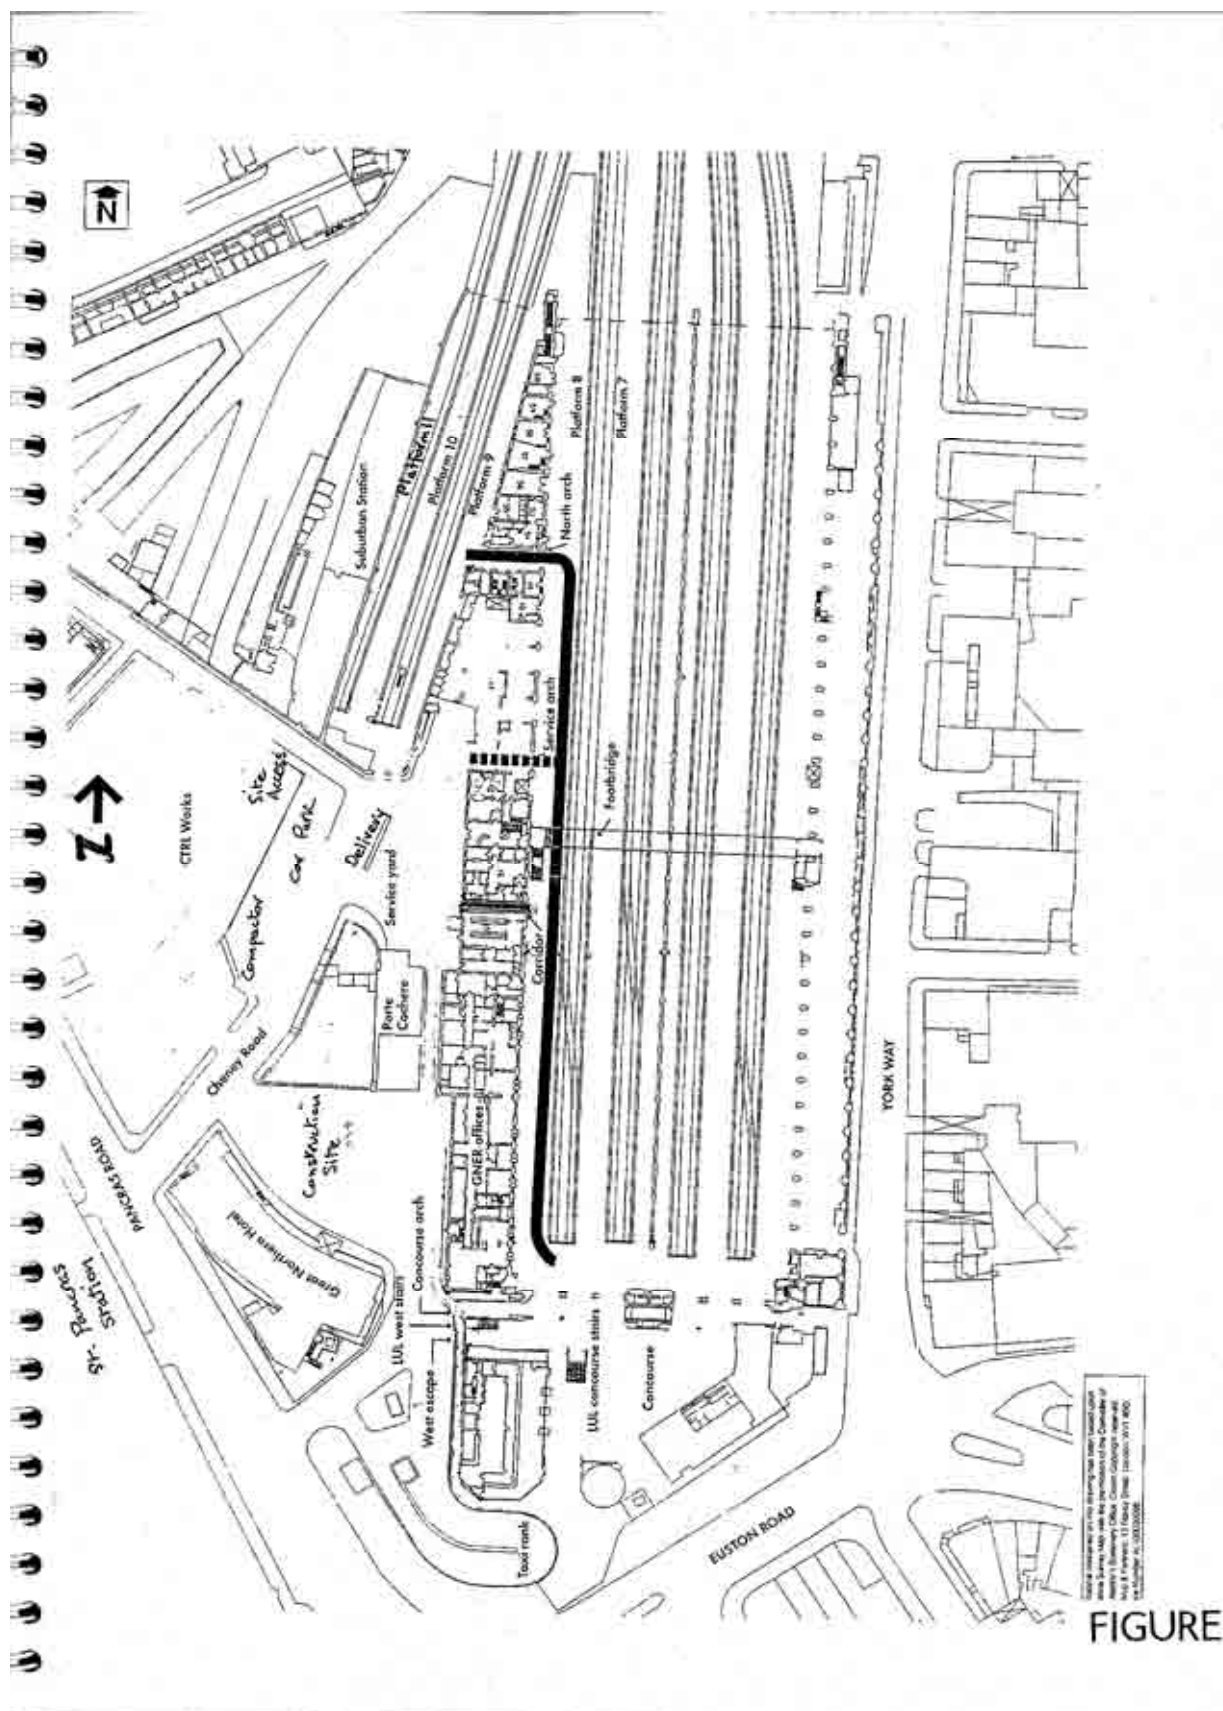 N
Platform 11
Platform 10
Platform 9
Platform 8
Platform 7
Suburban Station
North arch
Service arch
Footbridge
N
CTRL Works
Site
Access
Car Park
Delivery
Service yard
Compactor
Corridor
Porte
Cochere
Cheney Road
PANCRAS ROAD
YORK WAY
GNER offices
Construction
Site
Great Northern Hotel
St. Pancras
Station
Concourse arch
LUL west stairs
West escape
LUL concourse stairs
Concourse
Taxi rank
EUSTON ROAD
FIGURE